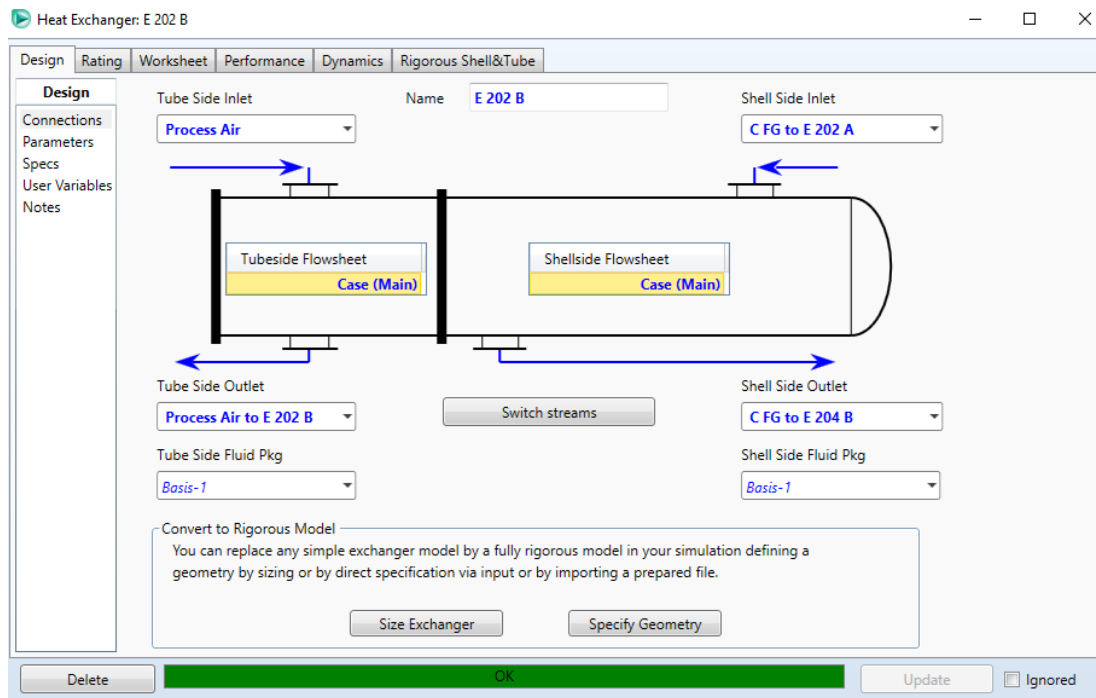 Heat Exchanger: E 202 B
Design Rating Worksheet Performance Dynamics Rigorous Shell&Tube
Design
Connections
Parameters
Specs
User Variables
Notes
Tube Side Inlet
Name
E 202 B
Shell Side Inlet
Process Air
C FG to E 202 A
Tubeside Flowsheet
Case (Main)
Shellside Flowsheet
Case (Main)
Tube Side Outlet
Process Air to E 202 B
Switch streams
Shell Side Outlet
C FG to E 204 B
Tube Side Fluid Pkg
Basis-1
Shell Side Fluid Pkg
Basis-1
Convert to Rigorous Model
You can replace any simple exchanger model by a fully rigorous model in your simulation defining a
geometry by sizing or by direct specification via input or by importing a prepared file.
Size Exchanger
Specify Geometry
Delete
OK
Update
Ignored